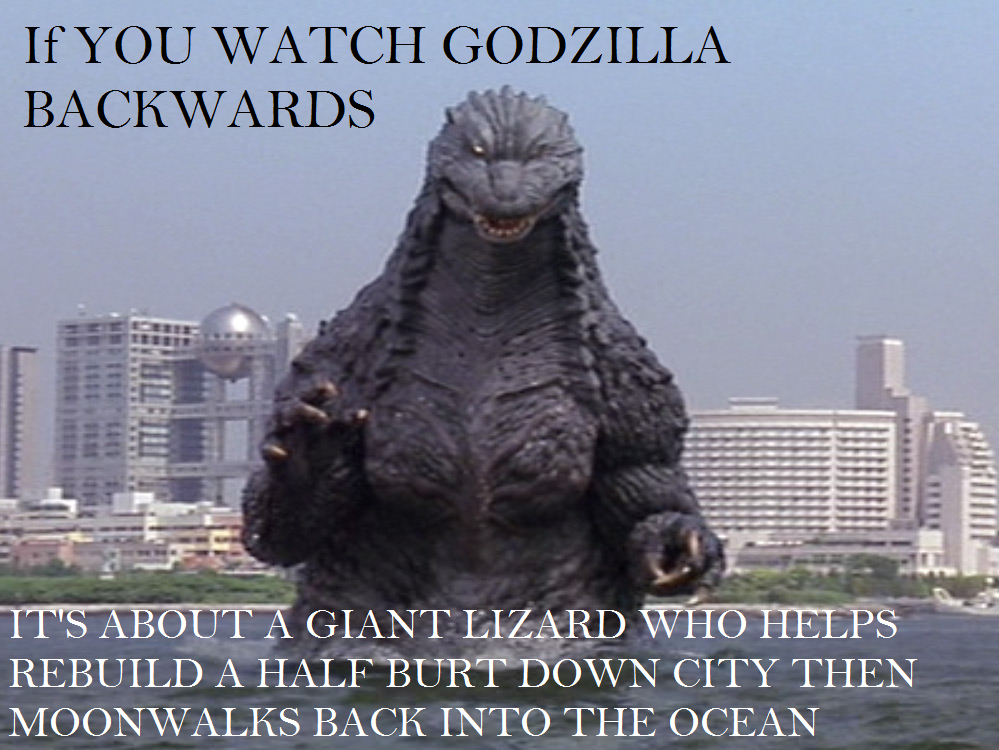 If YOU WATCH GODZILLA
BACKWARDS
IT'S ABOUT A GIANT LIZARD WHO HELPS
REBUILD A HALF BURT DOWN CITY THEN
MOONWALKS BACK INTO THE OCEAN